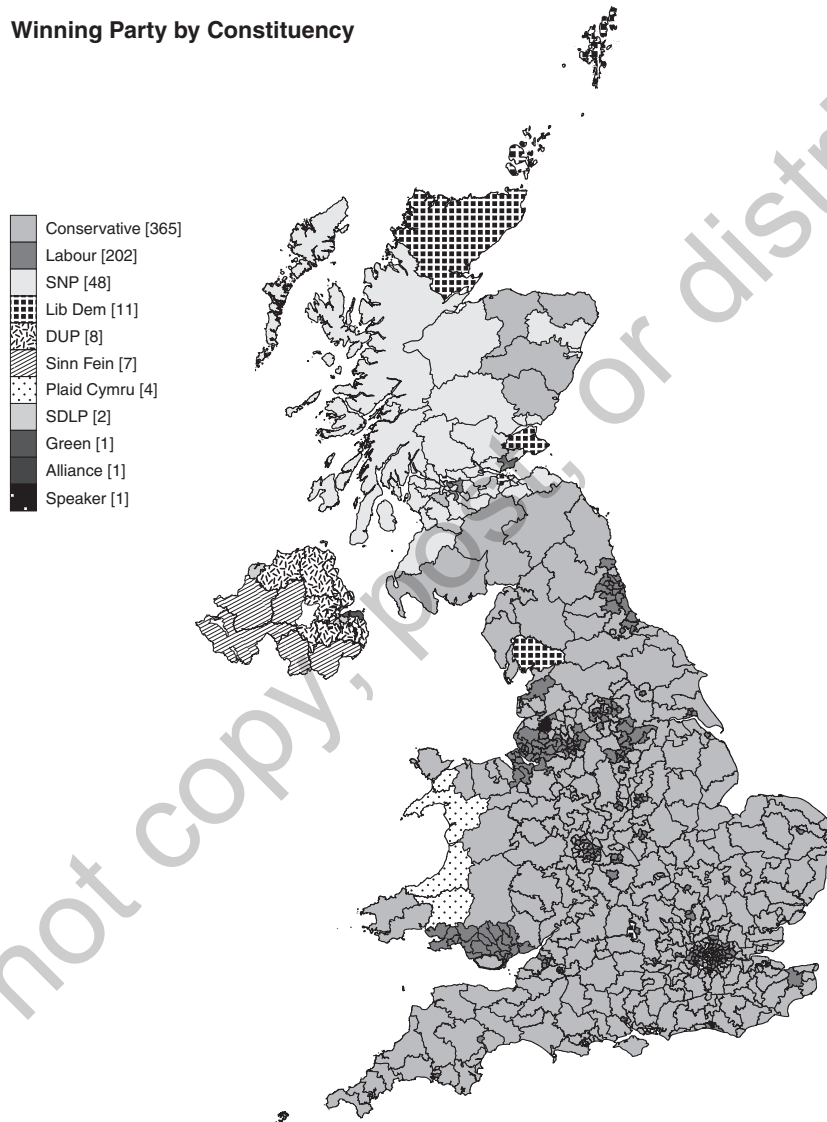 Winning Party by Constituency
Conservative [365]
Labour [202]
SNP [48]
Lib Dem [11]
DUP [8]
Sinn Fein [7]
Plaid Cymru [4]
SDLP [2]
Green [1]
Alliance [1]
Speaker [1]
not copy, post, or distri